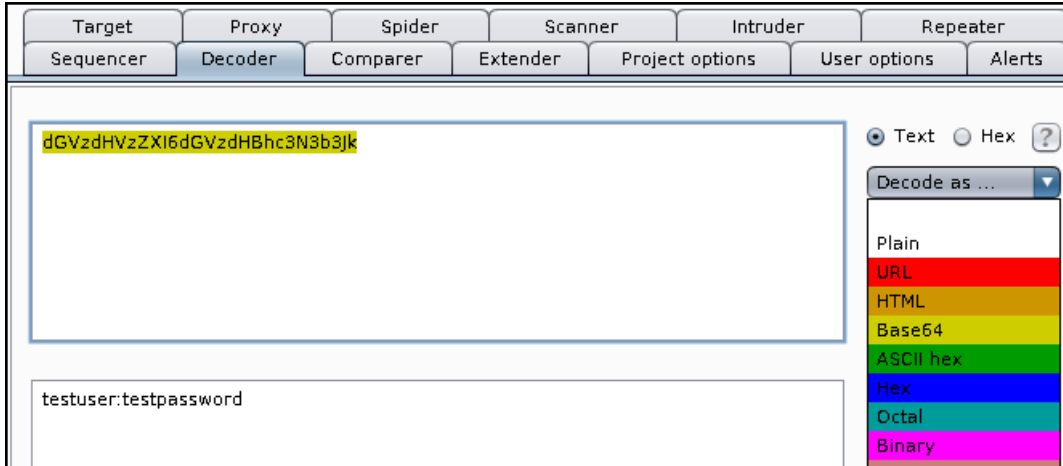 Target Proxy Spider Scanner Intruder Repeater
Sequencer Decoder Comparer Extender Project options User options Alerts
dGVzdHVzZXI6dGVzdHBhc3N3b3Jk
Text Hex ?
Decode as ...
Plain
URL
HTML
Base64
ASCII hex
Hex
Octal
Binary
testuser:testpassword